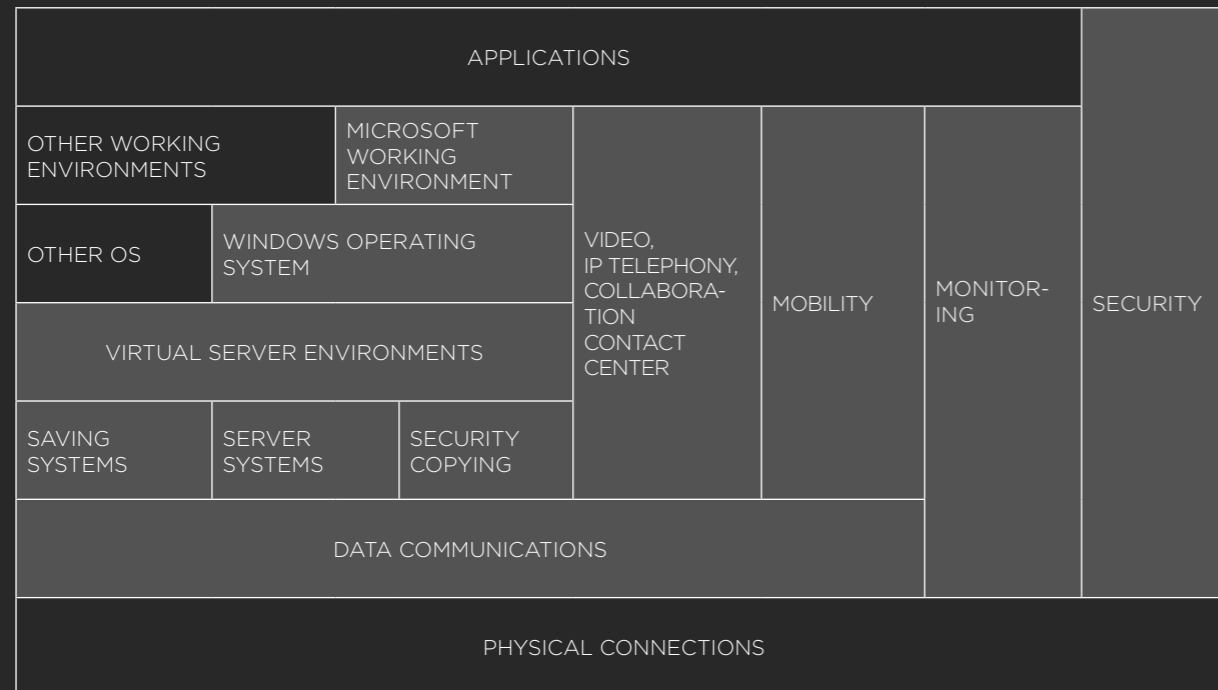 APPLICATIONS
OTHER WORKING
ENVIRONMENTS
MICROSOFT
WORKING
ENVIRONMENT
OTHER OS
WINDOWS OPERATING
SYSTEM
VIRTUAL SERVER ENVIRONMENTS
SAVING
SYSTEMS
SERVER
SYSTEMS
SECURITY
COPYING
VIDEO,
IP TELEPHONY,
COLLABORA-
TION
CONTACT
CENTER
MOBILITY
MONITOR-
ING
SECURITY
DATA COMMUNICATIONS
PHYSICAL CONNECTIONS